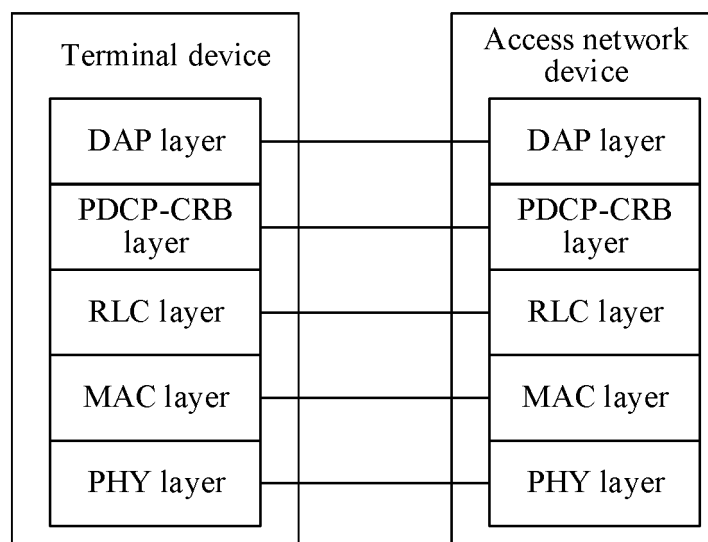 Terminal device
DAP layer
PDCP-CRB
layer
RLC layer
MAC layer
PHY layer
Access network
device
DAP layer
PDCP-CRB
layer
RLC layer
MAC layer
PHY layer